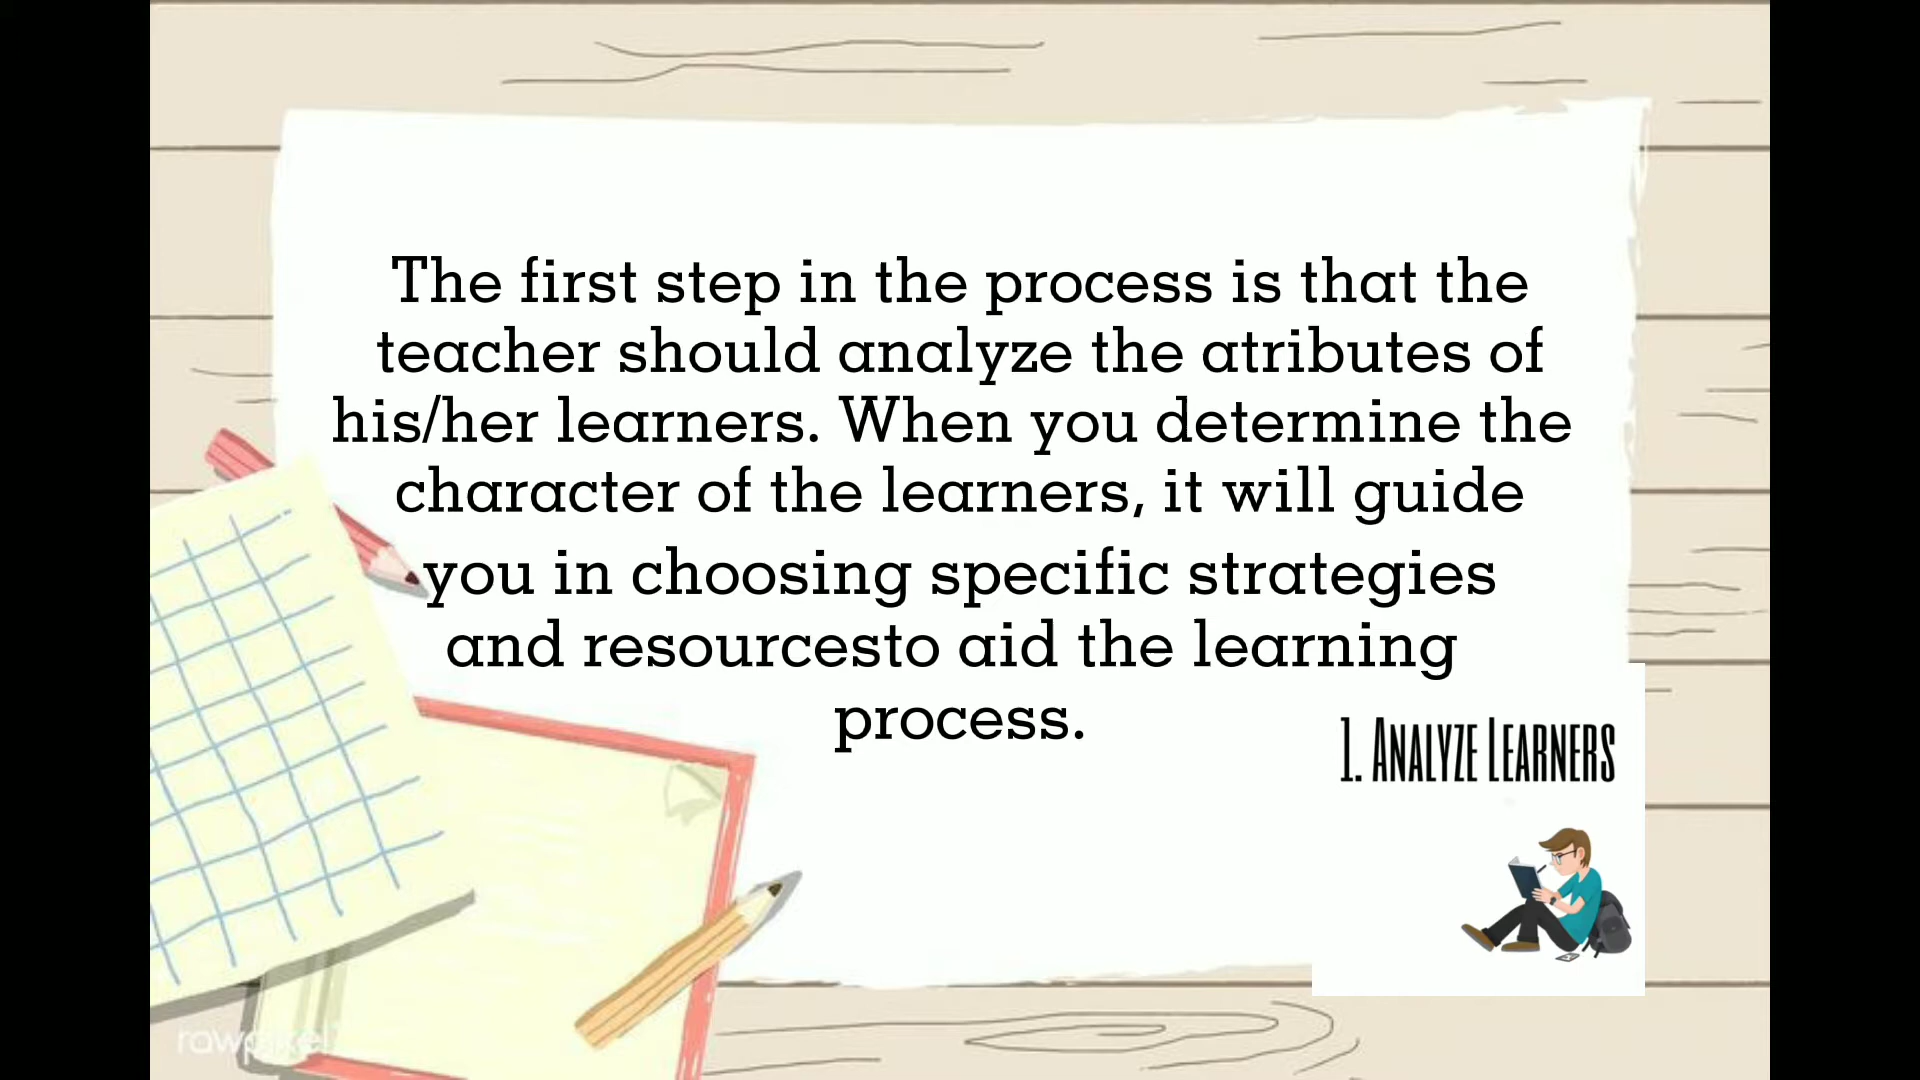 The first step in the process is that the
teacher should analyze the atributes of
his/her learners. When you determine the
character of the learners, it will guide
you in choosing specific strategies
and resourcesto aid the learning
process.
1. ANALYZE LEARNERS
rawpixel